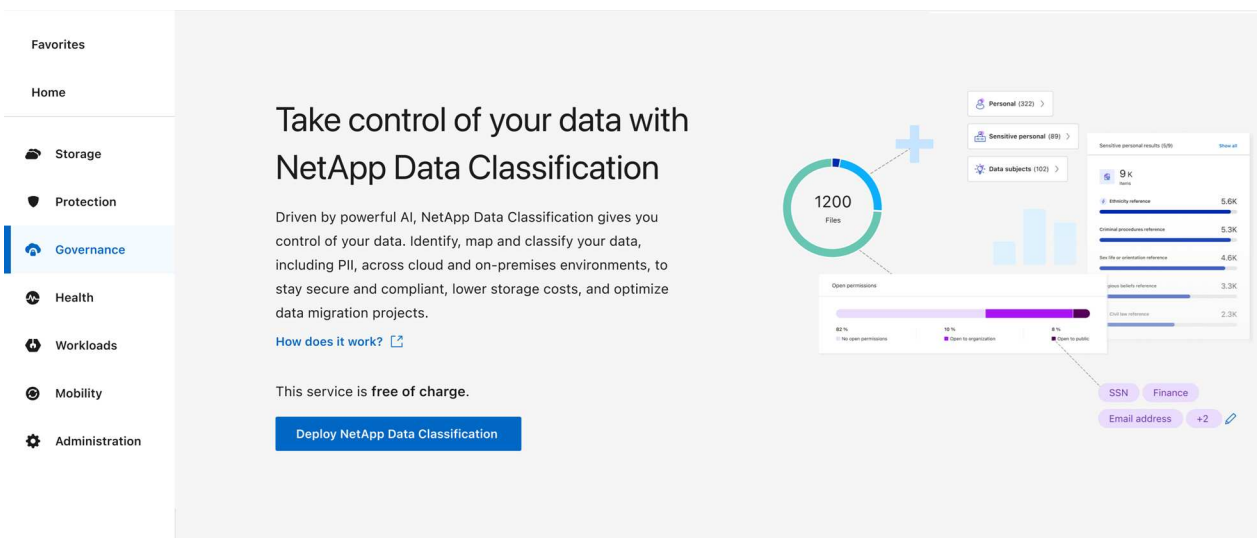 Favorites
Home
Storage
Protection
Governance
Health
Workloads
Mobility
Administration
Take control of your data with
NetApp Data Classification
Driven by powerful AI, NetApp Data Classification gives you
control of your data. Identify, map and classify your data,
including PII, across cloud and on-premises environments, to
stay secure and compliant, lower storage costs, and optimize
data migration projects.
How does it work?
This service is free of charge.
Deploy NetApp Data Classification
Personal (322)
Sensitive personal (89)
Data subjects (102)
1200
Files
Sensitive personal results (5/9) Show all
9 K
items
Ethnicity reference 5.6K
Criminal procedures reference 5.3K
Sex life or orientation reference 4.6K
beliefs reference 3.3K
Civil law reference 2.3K
Open permissions
82 % 10 % 8 %
No open permissions Open to organization Open to public
SSN Finance
Email address +2